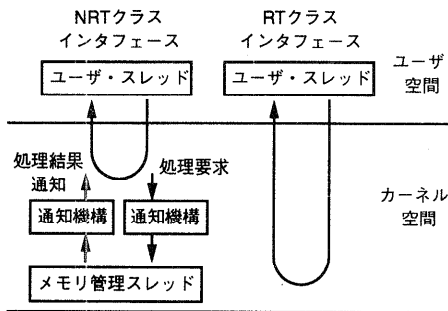 NRTクラス
インタフェース
RTクラス
インタフェース
ユーザ・スレッド
ユーザ・スレッド
ユーザ
空間
処理結果
通知
処理要求
通知機構
通知機構
カーネル
空間
メモリ管理スレッド